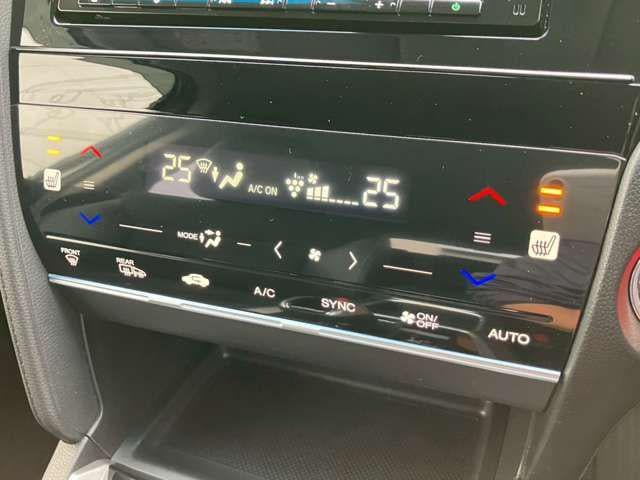 25 A/C ON 25
MODE
FRONT
REAR
A/C
SYNC
ON/
OFF
AUTO